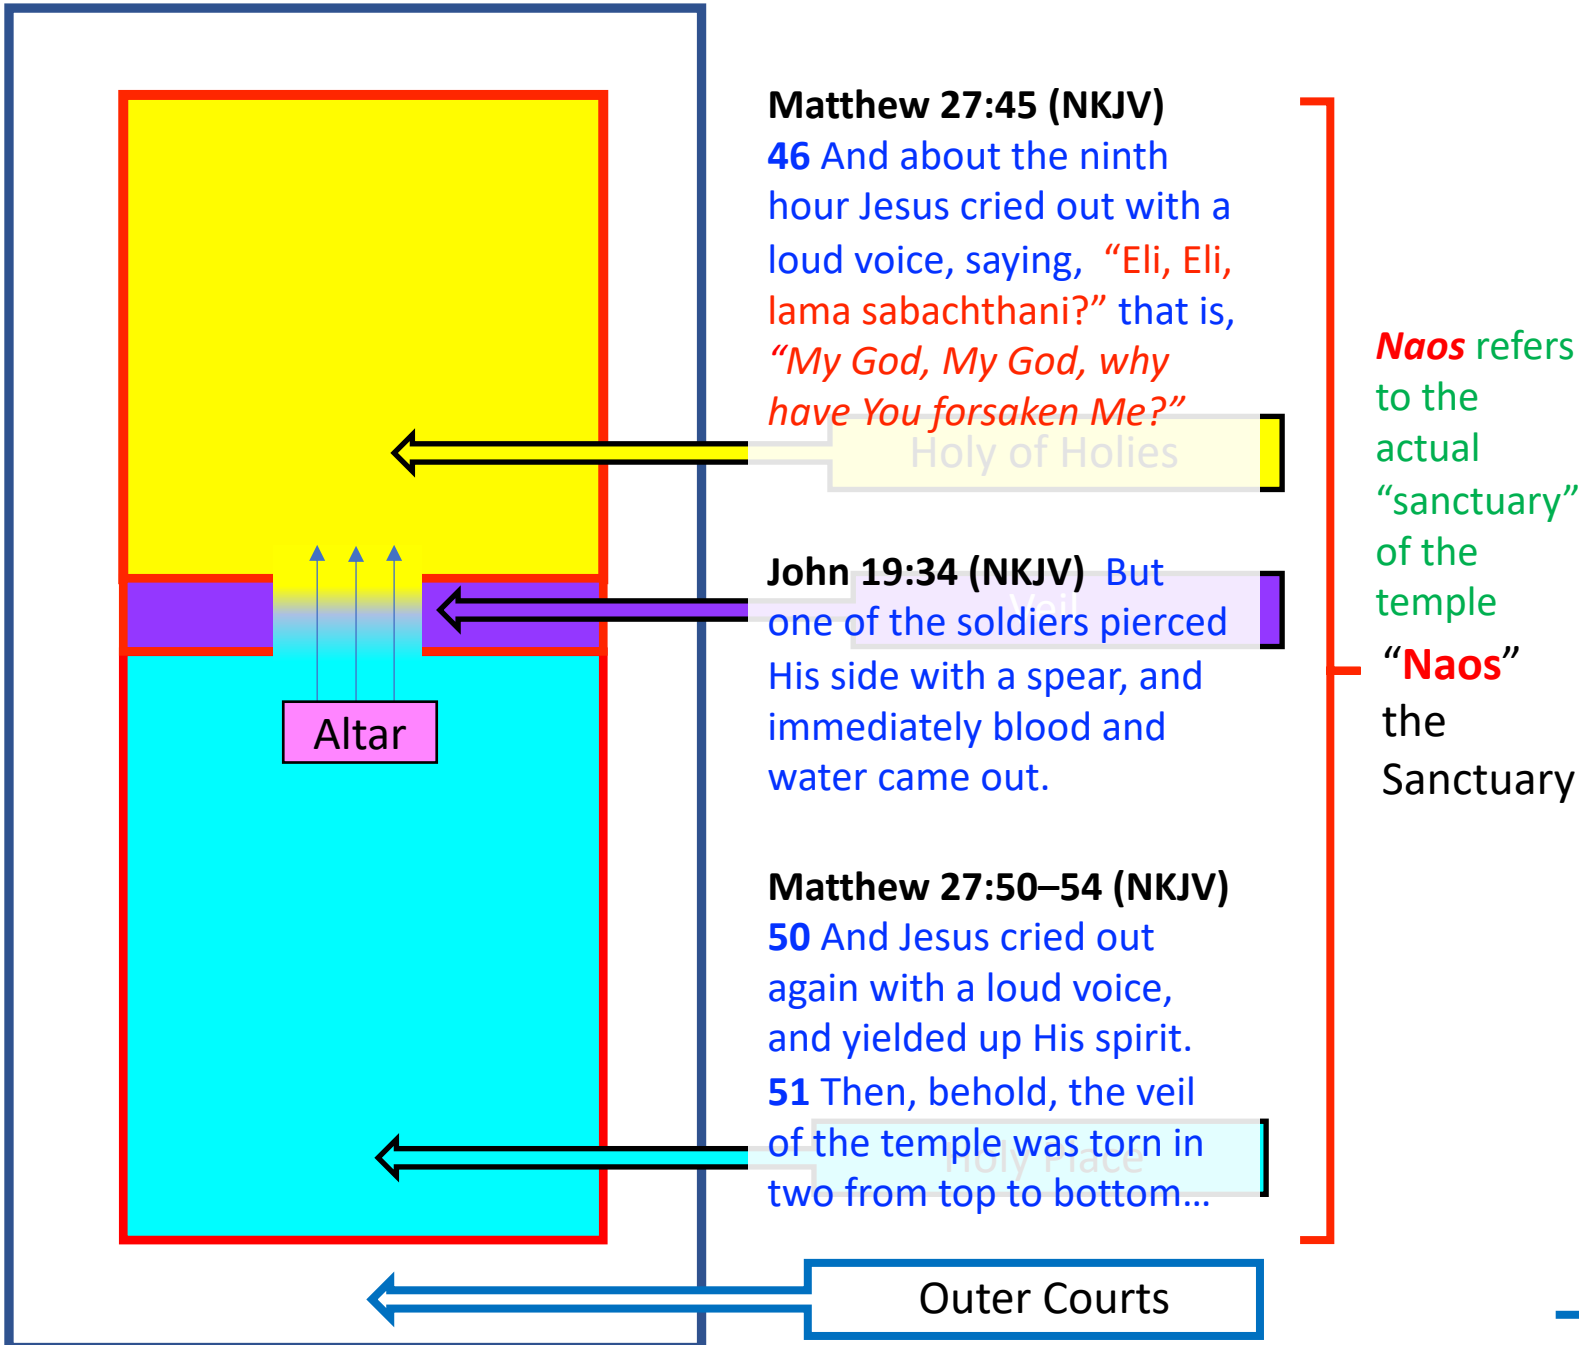 Matthew 27:45 (NKJV)
46 And about the ninth
hour Jesus cried out with a
loud voice, saying, “Eli, Eli,
lama sabachthani?” that is,
“My God, My God, why
have You forsaken Me?”
Holy of Holies
John 19:34 (NKJV) But
one of the soldiers pierced
His side with a spear, and
immediately blood and
water came out.
Veil
Altar
Matthew 27:50–54 (NKJV)
50 And Jesus cried out
again with a loud voice,
and yielded up His spirit.
51 Then, behold, the veil
of the temple was torn in
two from top to bottom…
Holy Place
Outer Courts
Naos refers
to the
actual
“sanctuary”
of the
temple
“Naos”
the
Sanctuary